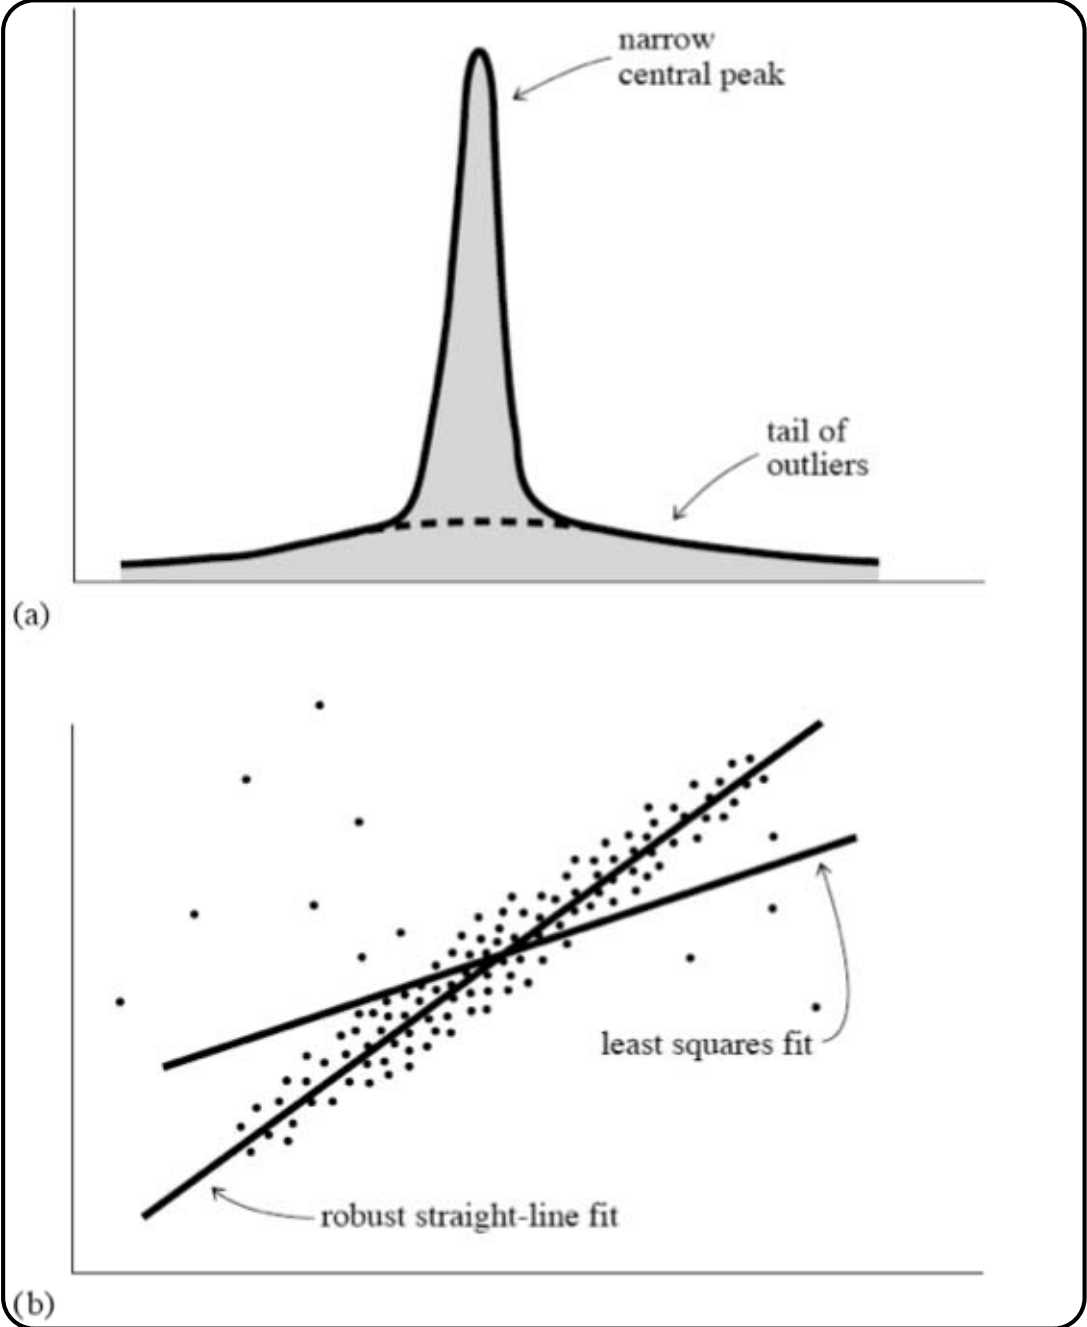 narrow
central peak
tail of
outliers
(a)
least squares fit
robust straight-line fit
(b)